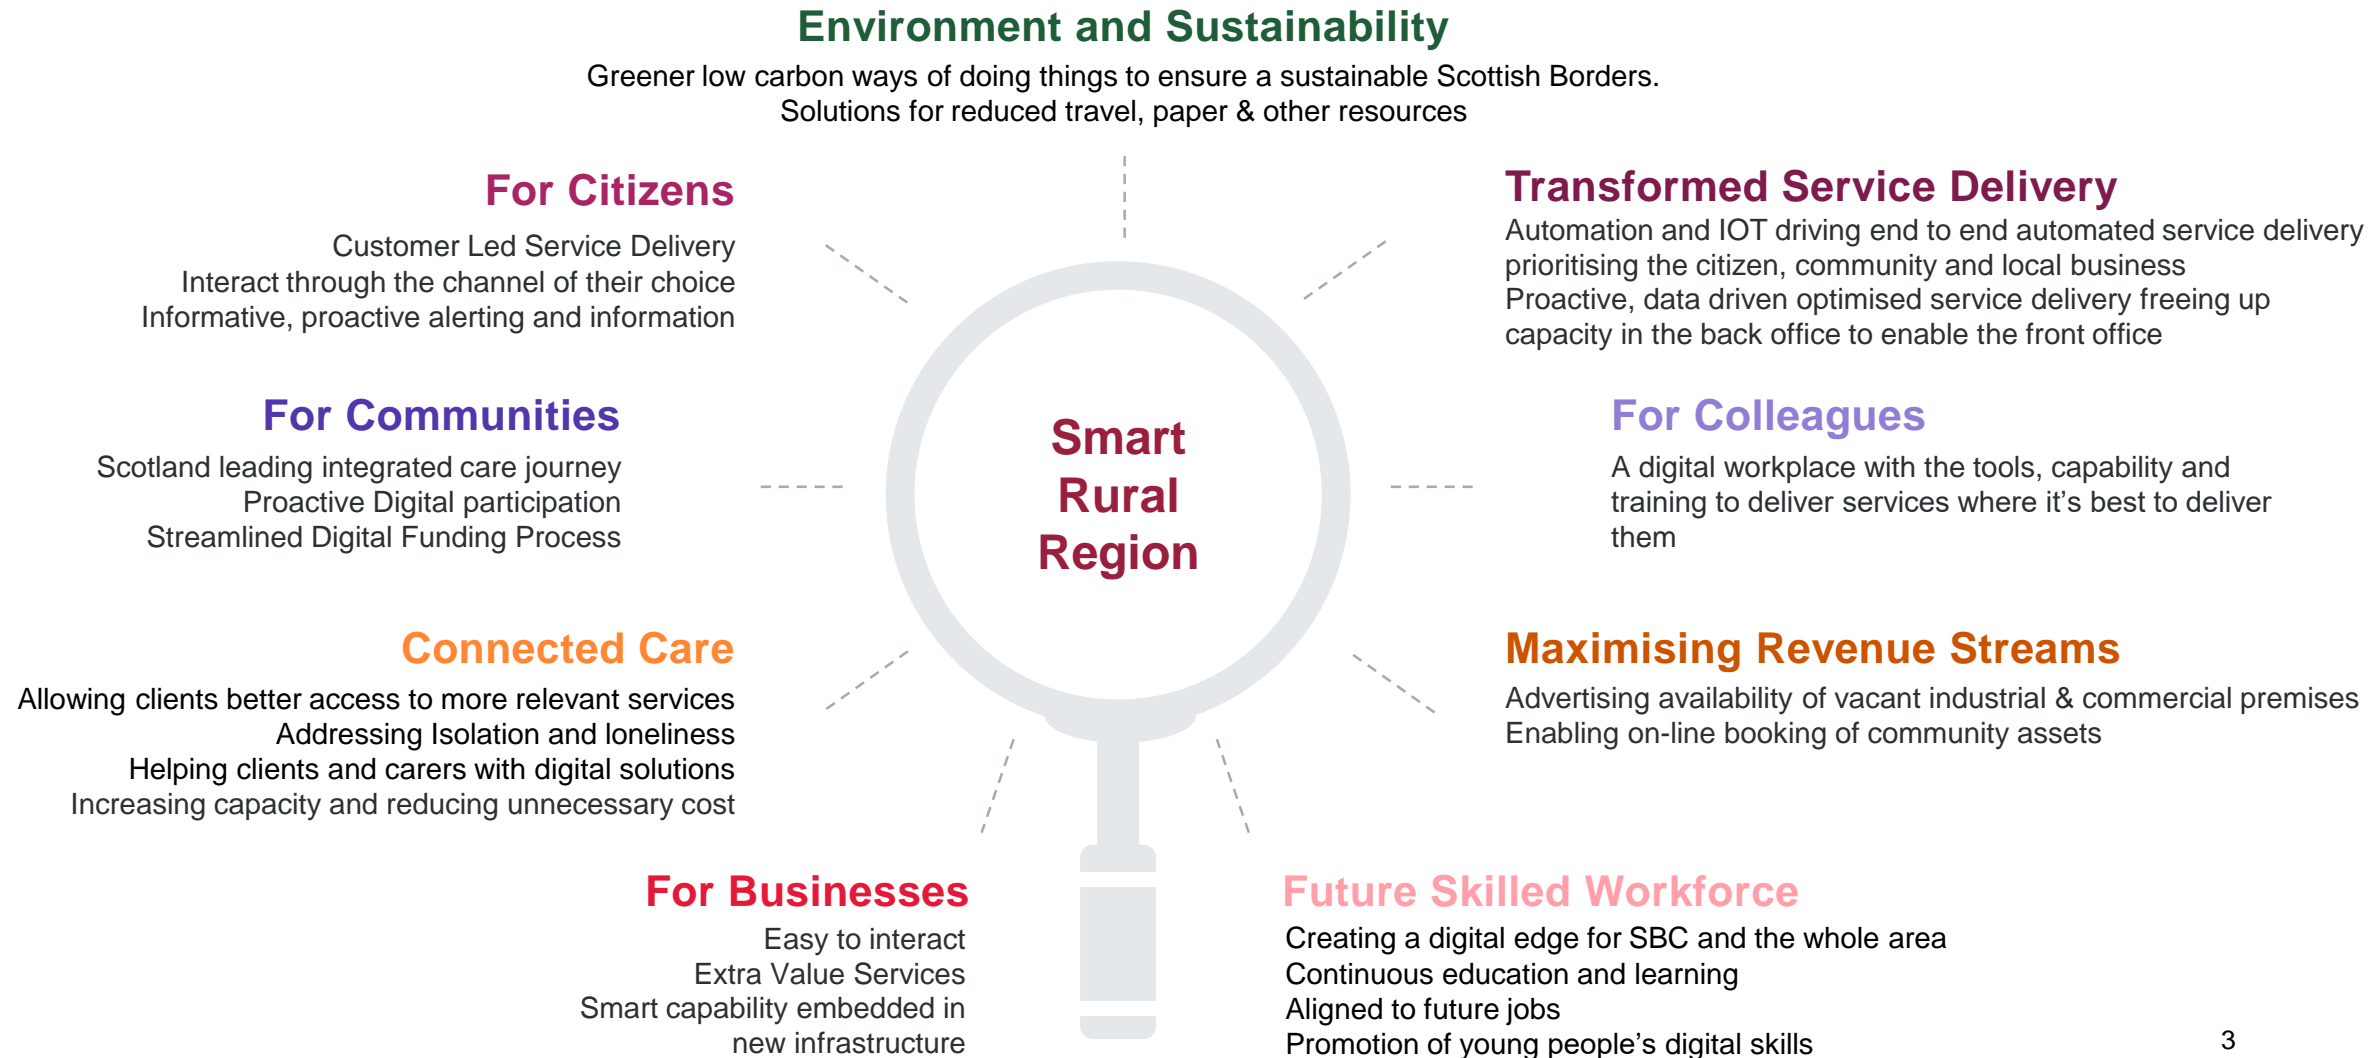 Environment and Sustainability
Greener low carbon ways of doing things to ensure a sustainable Scottish Borders.
Solutions for reduced travel, paper & other resources
For Citizens
Customer Led Service Delivery
Interact through the channel of their choice
Informative, proactive alerting and information
For Communities
Scotland leading integrated care journey
Proactive Digital participation
Streamlined Digital Funding Process
Connected Care
Allowing clients better access to more relevant services
Addressing Isolation and loneliness
Helping clients and carers with digital solutions
Increasing capacity and reducing unnecessary cost
For Businesses
Easy to interact
Extra Value Services
Smart capability embedded in
new infrastructure
Smart
Rural
Region
Transformed Service Delivery
Automation and IOT driving end to end automated service delivery
prioritising the citizen, community and local business
Proactive, data driven optimised service delivery freeing up
capacity in the back office to enable the front office
For Colleagues
A digital workplace with the tools, capability and
training to deliver services where it’s best to deliver
them
Maximising Revenue Streams
Advertising availability of vacant industrial & commercial premises
Enabling on-line booking of community assets
Future Skilled Workforce
Creating a digital edge for SBC and the whole area
Continuous education and learning
Aligned to future jobs
Promotion of young people’s digital skills
3